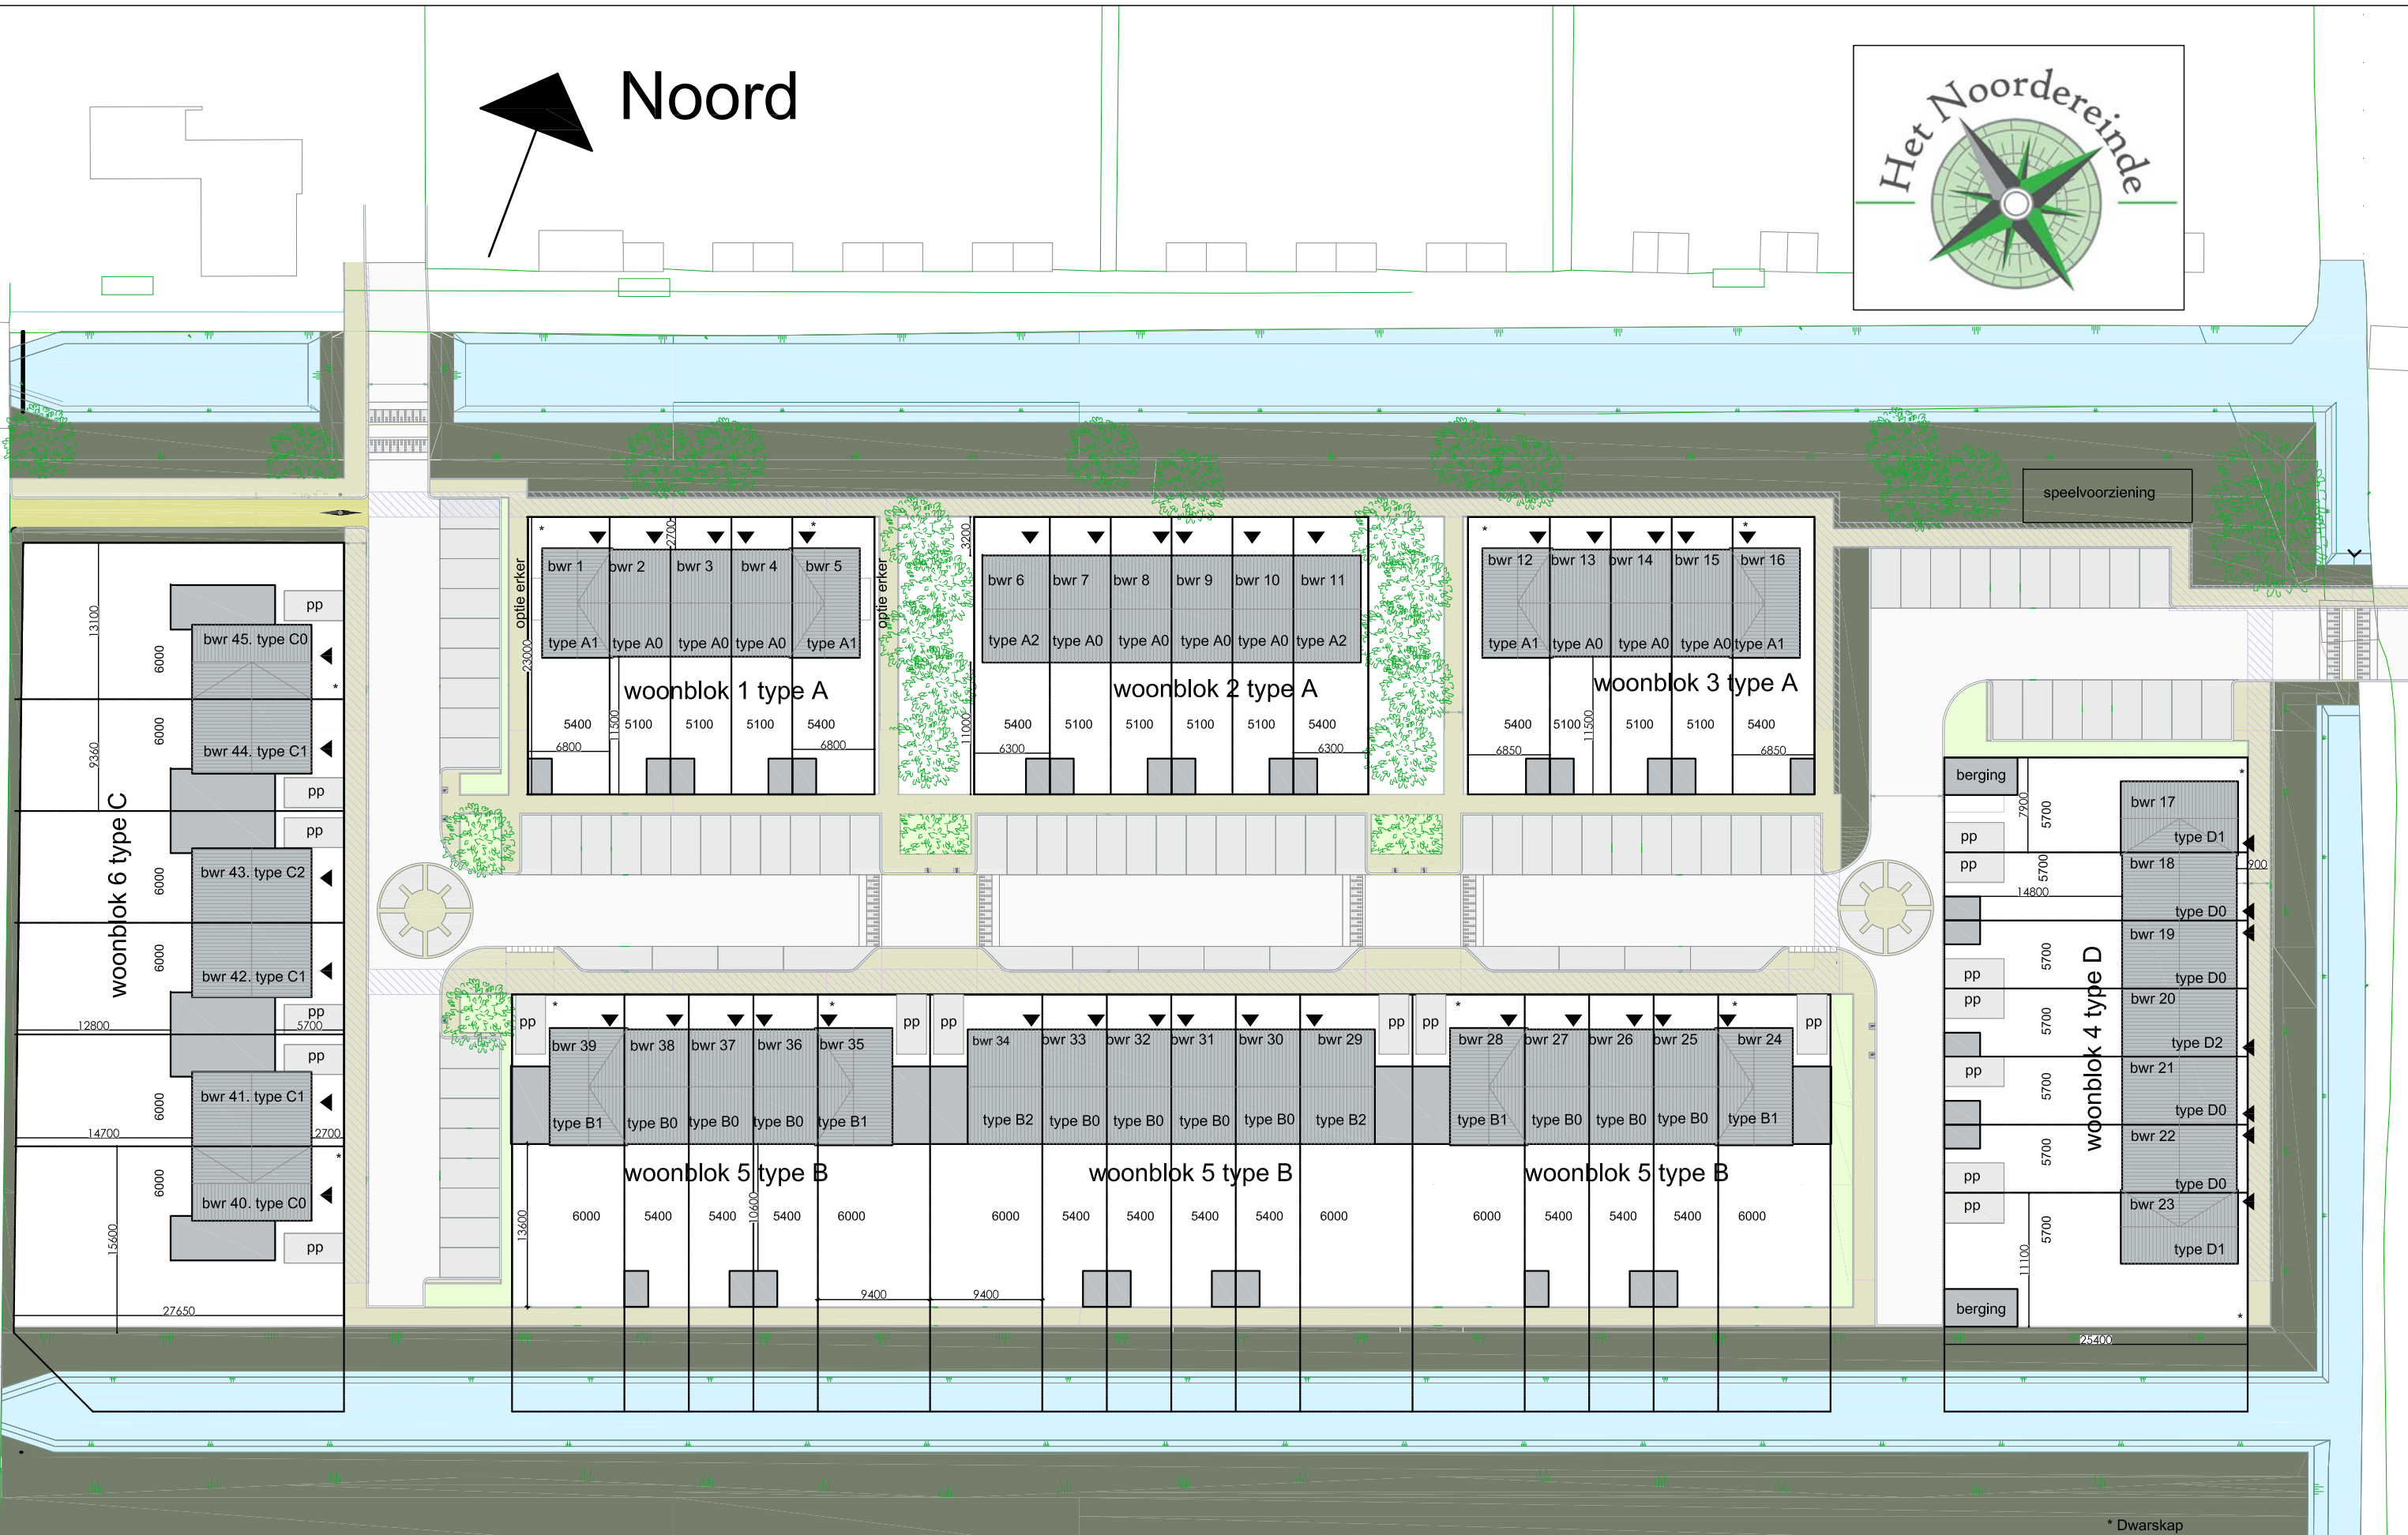 Noord
Het Noordereinde
speelvoorziening
optie erker
optie erker
* * * *
2700
3200
bwr 1 bwr 2 bwr 3 bwr 4 bwr 5
type A1 type A0 type A0 type A0 type A1
23000
woonblok 1 type A
5400 5100 5100 5100 5400
11500
6800 6800
bwr 6 bwr 7 bwr 8 bwr 9 bwr 10 bwr 11
type A2 type A0 type A0 type A0 type A0 type A2
woonblok 2 type A
5400 5100 5100 5100 5100 5400
11000
6300 6300
bwr 12 bwr 13 bwr 14 bwr 15 bwr 16
type A1 type A0 type A0 type A0 type A1
woonblok 3 type A
5400 5100 5100 5100 5400
11500
6850 6850
woonblok 6 type C
13100
9360
pp
bwr 45. type C0
6000
*
6000
bwr 44. type C1
pp
pp
bwr 43. type C2
6000
6000
bwr 42. type C1
pp
12800 5700
pp
bwr 41. type C1
6000
14700 2700
*
6000
bwr 40. type C0
15600
pp
27650
berging
*
7900
5700
bwr 17
type D1
pp
pp
5700
bwr 18
900
14800
type D0
bwr 19
5700
pp
type D0
pp
bwr 20
5700
type D2
pp
bwr 21
5700
type D0
bwr 22
5700
pp
type D0
pp
bwr 23
5700
type D1
11100
berging
*
25400
woonblok 4 type D
pp * * pp pp pp pp * * pp
bwr 39 bwr 38 bwr 37 bwr 36 bwr 35
type B1 type B0 type B0 type B0 type B1
woonblok 5 type B
6000 5400 5400 5400 6000
13600
10600
9400 9400
bwr 34 bwr 33 bwr 32 bwr 31 bwr 30 bwr 29
type B2 type B0 type B0 type B0 type B0 type B2
woonblok 5 type B
6000 5400 5400 5400 5400 6000
bwr 28 bwr 27 bwr 26 bwr 25 bwr 24
type B1 type B0 type B0 type B0 type B1
woonblok 5 type B
6000 5400 5400 5400 6000
* Dwarskap